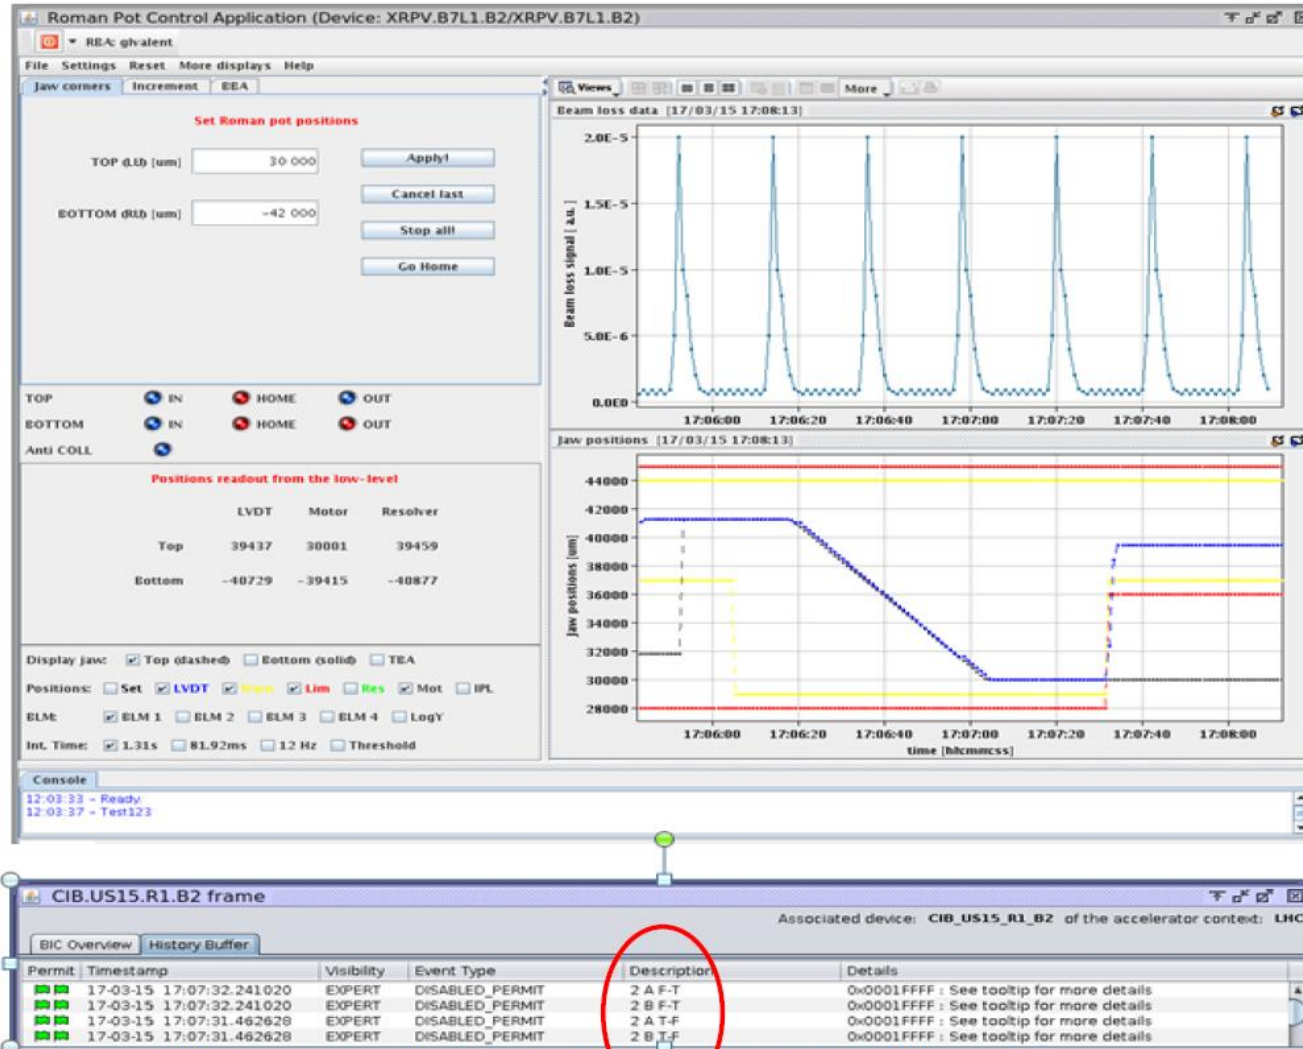 Roman Pot Control Application (Device: XRPV.B7L1.B2/XRPV.B7L1.B2)
RBA: glvalent
File Settings Reset More displays Help
Jaw corners Increment BBA
Set Roman pot positions
TOP (LU) [um] 30 000 Apply!
Cancel last
BOTTOM (RU) [um] -42 000
Stop all!
Go Home
TOP IN HOME OUT
BOTTOM IN HOME OUT
Anti COLL
Positions readout from the low-level
LVDT Motor Resolver
Top 39437 30001 39459
Bottom -40729 -39415 -40877
Display jaw: Top (dashed) Bottom (solid) TBA
Positions: Set LVDT Lim Res Mot IPL
BLM: BLM 1 BLM 2 BLM 3 BLM 4 LogY
Int. Time: 1.31s 81.92ms 12 Hz Threshold
Views More
Beam loss data [17/03/15 17:08:13]
Beam loss signal [ a.u. ]
2.0E-5
1.5E-5
1.0E-5
5.0E-6
0.0E0
17:06:00 17:06:20 17:06:40 17:07:00 17:07:20 17:07:40 17:08:00
Jaw positions [17/03/15 17:08:13]
Jaw positions [um]
44000
42000
40000
38000
36000
34000
32000
30000
28000
17:06:00 17:06:20 17:06:40 17:07:00 17:07:20 17:07:40 17:08:00
time [hh:mm:ss]
Console
12:03:33 - Ready.
12:03:37 - Test123
CIB.US15.R1.B2 frame
Associated device: CIB_US15_R1_B2 of the accelerator context: LHC
BIC Overview History Buffer
Permit Timestamp Visibility Event Type Description Details
17-03-15 17:07:32.241020 EXPERT DISABLED_PERMIT 2 A F-T 0x0001FFFF : See tooltip for more details
17-03-15 17:07:32.241020 EXPERT DISABLED_PERMIT 2 B F-T 0x0001FFFF : See tooltip for more details
17-03-15 17:07:31.462628 EXPERT DISABLED_PERMIT 2 A T-F 0x0001FFFF : See tooltip for more details
17-03-15 17:07:31.462628 EXPERT DISABLED_PERMIT 2 B T-F 0x0001FFFF : See tooltip for more details